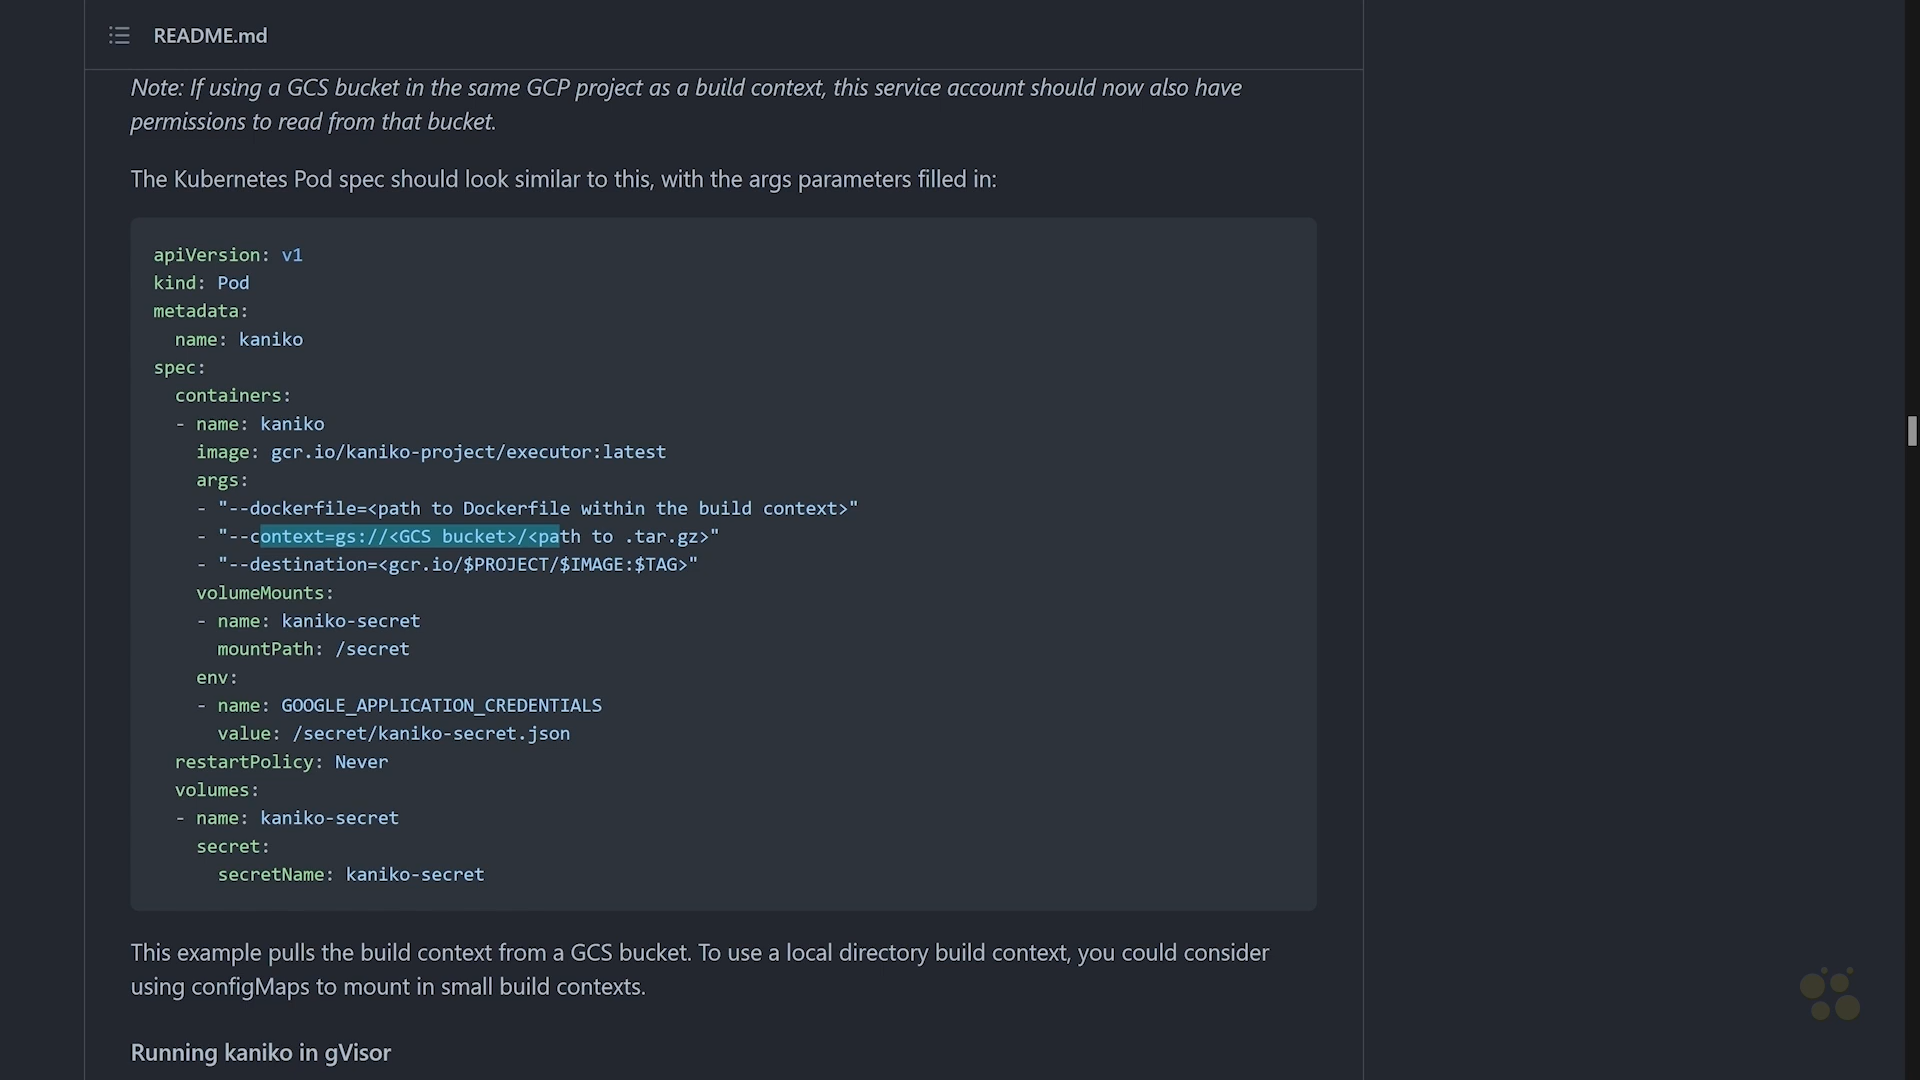 README.md
Note: If using a GCS bucket in the same GCP project as a build context, this service account should now also have
permissions to read from that bucket.
The Kubernetes Pod spec should look similar to this, with the args parameters filled in:
apiVersion: v1
kind: Pod
metadata:
  name: kaniko
spec:
  containers:
  - name: kaniko
    image: gcr.io/kaniko-project/executor:latest
    args:
    - "--dockerfile=<path to Dockerfile within the build context>"
    - "--context=gs://<GCS bucket>/<path to .tar.gz>"
    - "--destination=<gcr.io/$PROJECT/$IMAGE:$TAG>"
    volumeMounts:
    - name: kaniko-secret
      mountPath: /secret
    env:
    - name: GOOGLE_APPLICATION_CREDENTIALS
      value: /secret/kaniko-secret.json
  restartPolicy: Never
  volumes:
  - name: kaniko-secret
    secret:
      secretName: kaniko-secret
This example pulls the build context from a GCS bucket. To use a local directory build context, you could consider
using configMaps to mount in small build contexts.
Running kaniko in gVisor